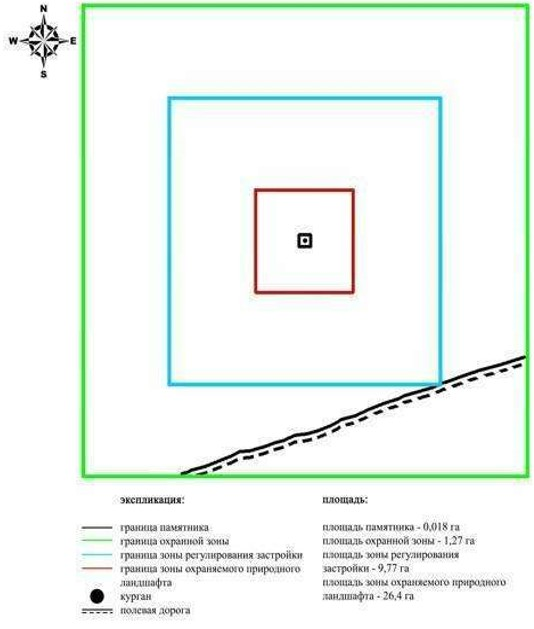 N
W E
S
экспликация:
граница памятника
граница охранной зоны
граница зоны регулирования застройки
граница зоны охраняемого природного
ландшафта
курган
полевая дорога
площадь:
площадь памятника - 0,018 га
площадь охранной зоны - 1,27 га
площадь зоны регулирования
застройки - 9,77 га
площадь зоны охраняемого природного
ландшафта - 26,4 га